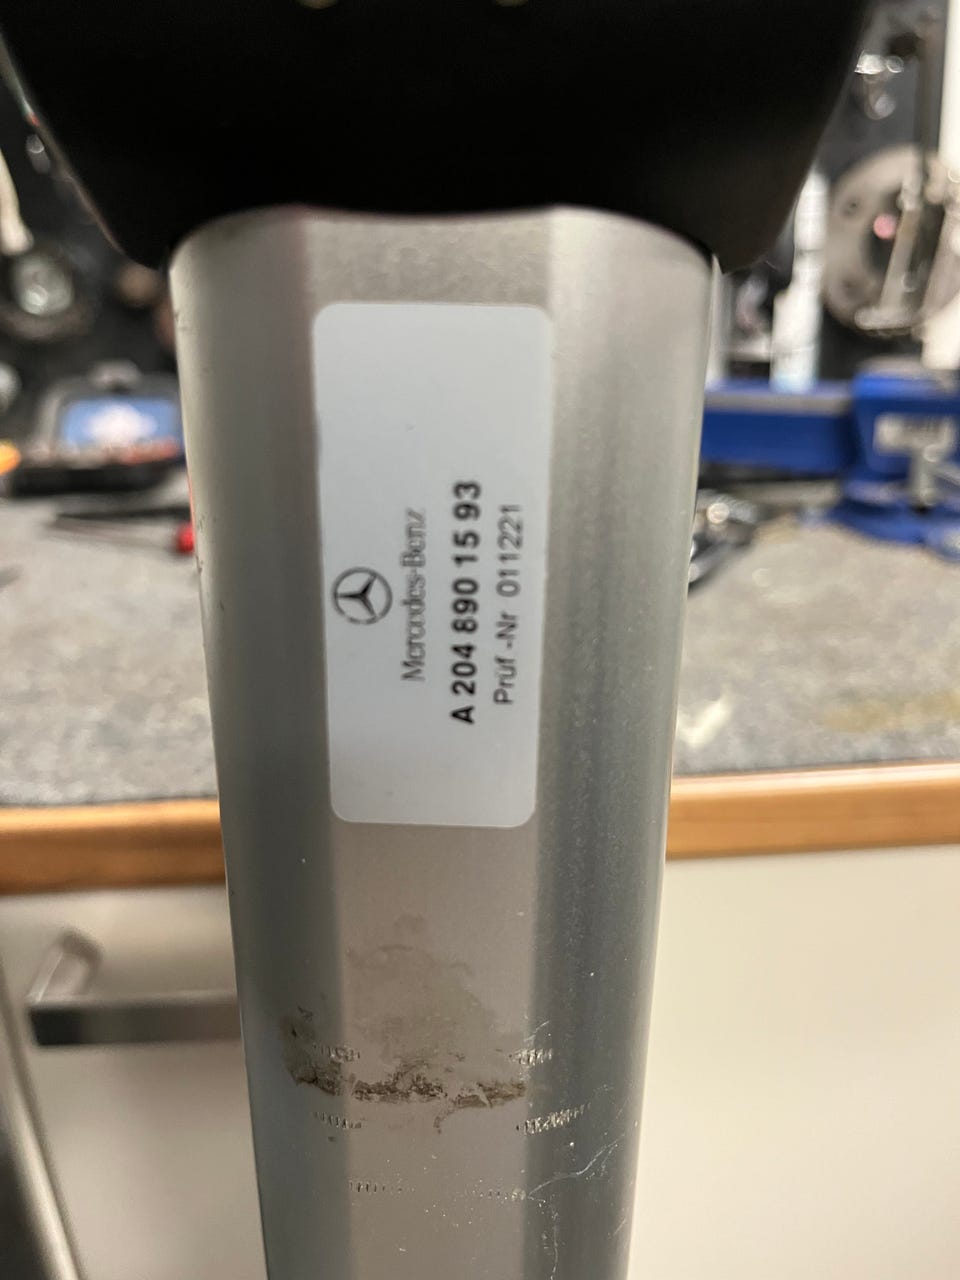 Mercedes-Benz
A 204 890 15 93
Prüf -Nr 011221